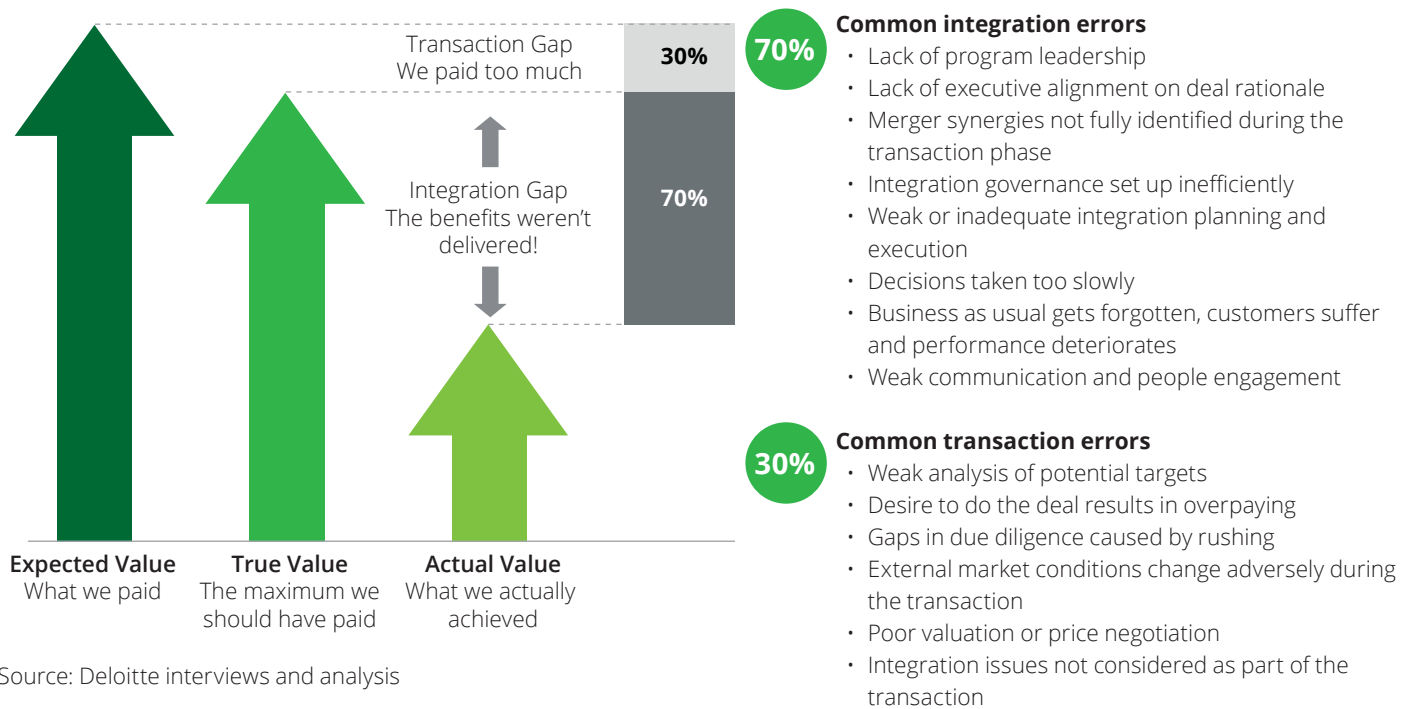 Transaction Gap
We paid too much
30%
Integration Gap
The benefits weren't
delivered!
70%
Expected Value
What we paid
True Value
The maximum we
should have paid
Actual Value
What we actually
achieved
Source: Deloitte interviews and analysis
70%
Common integration errors
• Lack of program leadership
• Lack of executive alignment on deal rationale
• Merger synergies not fully identified during the
transaction phase
• Integration governance set up inefficiently
• Weak or inadequate integration planning and
execution
• Decisions taken too slowly
• Business as usual gets forgotten, customers suffer
and performance deteriorates
• Weak communication and people engagement
30%
Common transaction errors
• Weak analysis of potential targets
• Desire to do the deal results in overpaying
• Gaps in due diligence caused by rushing
• External market conditions change adversely during
the transaction
• Poor valuation or price negotiation
• Integration issues not considered as part of the
transaction